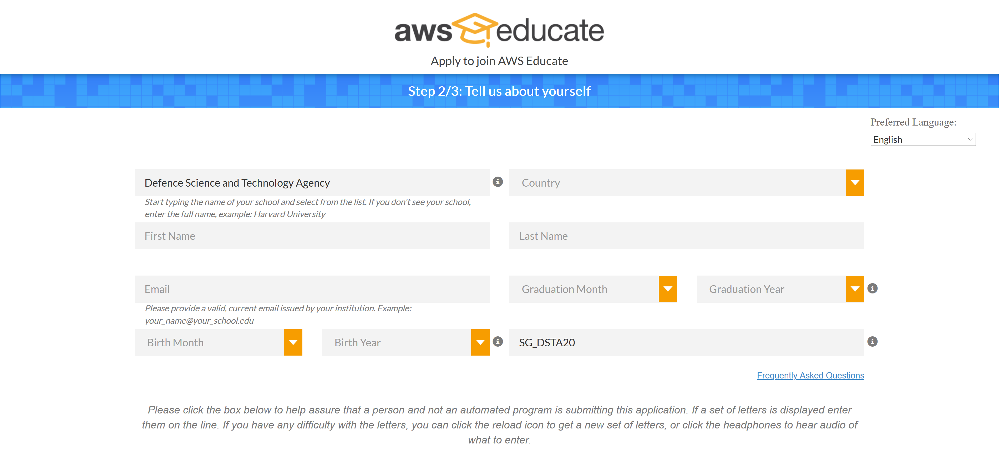 aws educate
Apply to join AWS Educate
Step 2/3: Tell us about yourself
Preferred Language:
English
Defence Science and Technology Agency
Country
Start typing the name of your school and select from the list. If you don't see your school,
enter the full name, example: Harvard University
First Name
Last Name
Email
Graduation Month
Graduation Year
Please provide a valid, current email issued by your institution. Example:
your_name@your_school.edu
Birth Month
Birth Year
SG_DSTA20
Frequently Asked Questions
Please click the box below to help assure that a person and not an automated program is submitting this application. If a set of letters is displayed enter
them on the line. If you have any difficulty with the letters, you can click the reload icon to get a new set of letters, or click the headphones to hear audio of
what to enter.